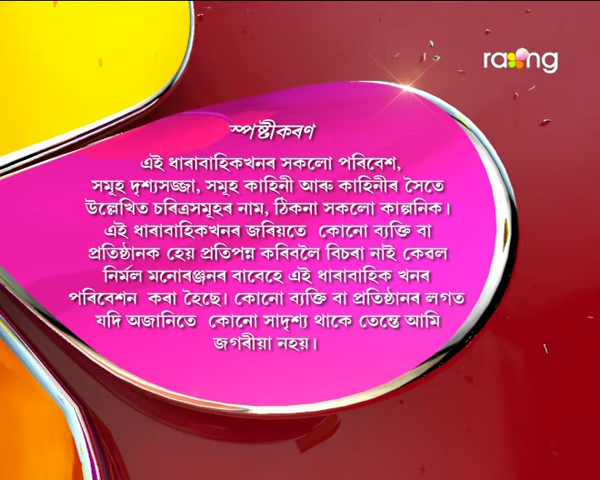 raong
স্পষ্টীকৰণ
এই ধাৰাবাহিকখনৰ সকলো পৰিবেশ,
সমূহ দৃশ্যসজ্জা, সমূহ কাহিনী আৰু কাহিনীৰ সৈতে
উল্লেখিত চৰিত্ৰসমূহৰ নাম, ঠিকনা সকলো কাল্পনিক।
এই ধাৰাবাহিকখনৰ জৰিয়তে কোনো ব্যক্তি বা
প্ৰতিষ্ঠানক হেয় প্ৰতিপন্ন কৰিবলৈ বিচৰা নাই কেৱল
নিৰ্মল মনোৰঞ্জনৰ বাবেহে এই ধাৰাবাহিক খনৰ
পৰিবেশন কৰা হৈছে। কোনো ব্যক্তি বা প্ৰতিষ্ঠানৰ লগত
যদি অজানিতে কোনো সাদৃশ্য থাকে তেন্তে আমি
জগৰীয়া নহয়।